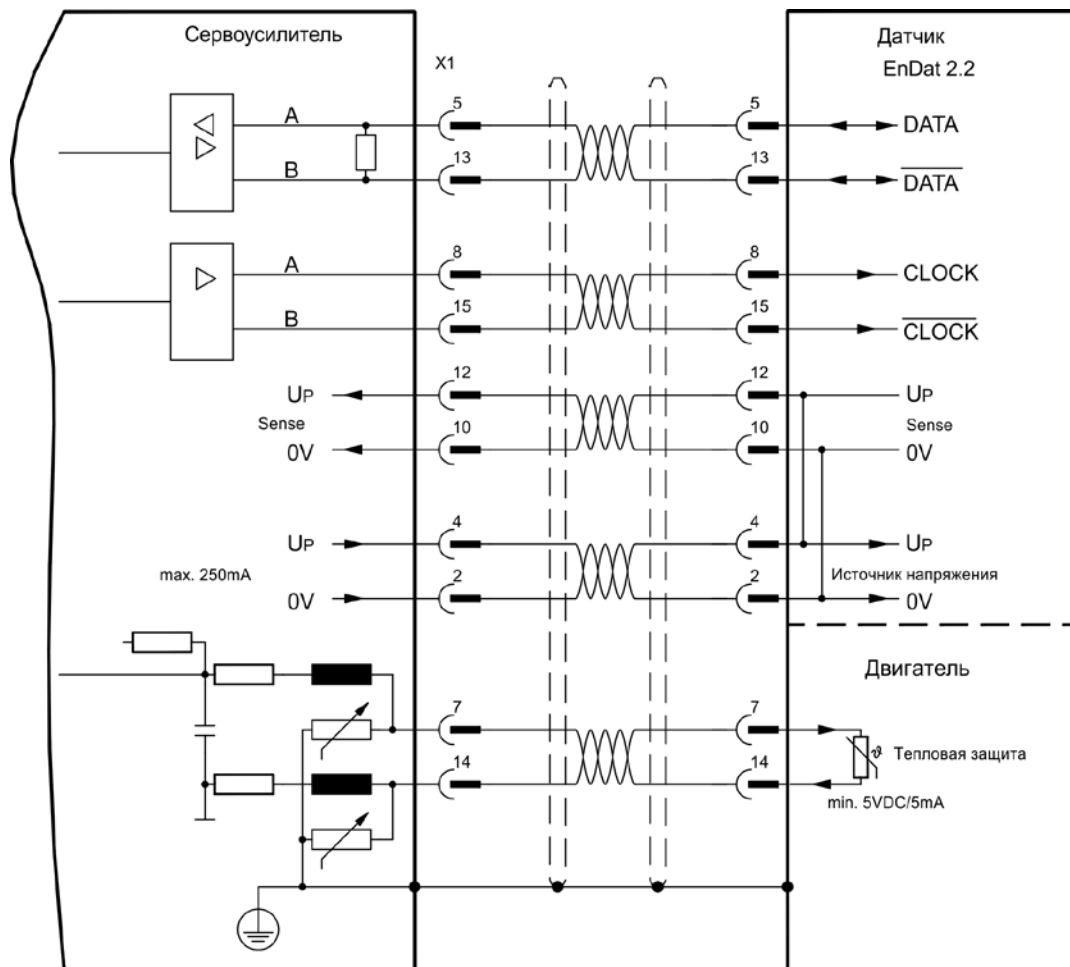 Сервоусилитель
Датчик
EnDat 2.2
X1
A
5
5
DATA
B
13
13
DATA
A
8
8
CLOCK
B
15
15
CLOCK
UP
12
12
UP
Sense
Sense
0V
10
10
0V
UP
4
4
UP
max. 250mA
Источник напряжения
0V
2
2
0V
Двигатель
7
7
ϑ Тепловая защита
14
14
min. 5VDC/5mA